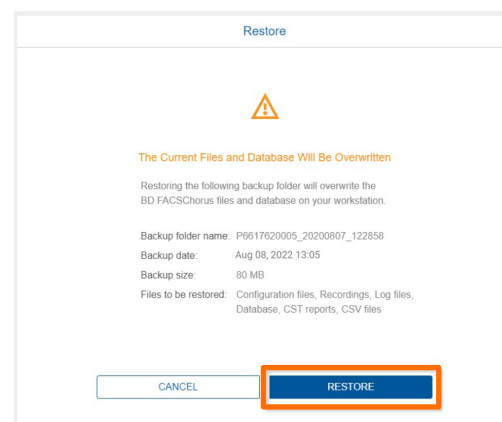 Restore
The Current Files and Database Will Be Overwritten
Restoring the following backup folder will overwrite the
BD FACSChorus files and database on your workstation.
Backup folder name: P6617620005_20200807_122858
Backup date: Aug 08, 2022 13:05
Backup size: 80 MB
Files to be restored: Configuration files, Recordings, Log files,
Database, CST reports, CSV files
CANCEL RESTORE